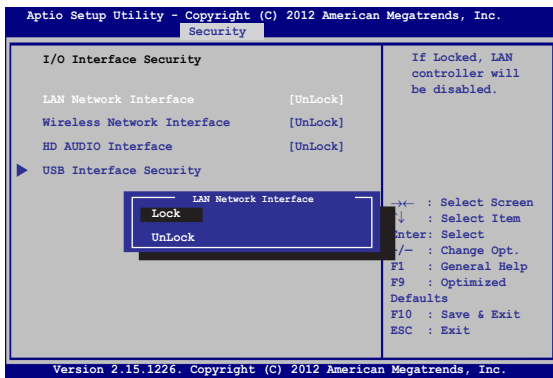 Aptio Setup Utility - Copyright (C) 2012 American Megatrends, Inc.
Security
I/O Interface Security
LAN Network Interface [UnLock]
Wireless Network Interface [UnLock]
HD AUDIO Interface [UnLock]
USB Interface Security
LAN Network Interface
Lock
UnLock
If Locked, LAN
controller will
be disabled.
→← : Select Screen
↑↓ : Select Item
Enter: Select
+/— : Change Opt.
F1 : General Help
F9 : Optimized
Defaults
F10 : Save & Exit
ESC : Exit
Version 2.15.1226. Copyright (C) 2012 American Megatrends, Inc.